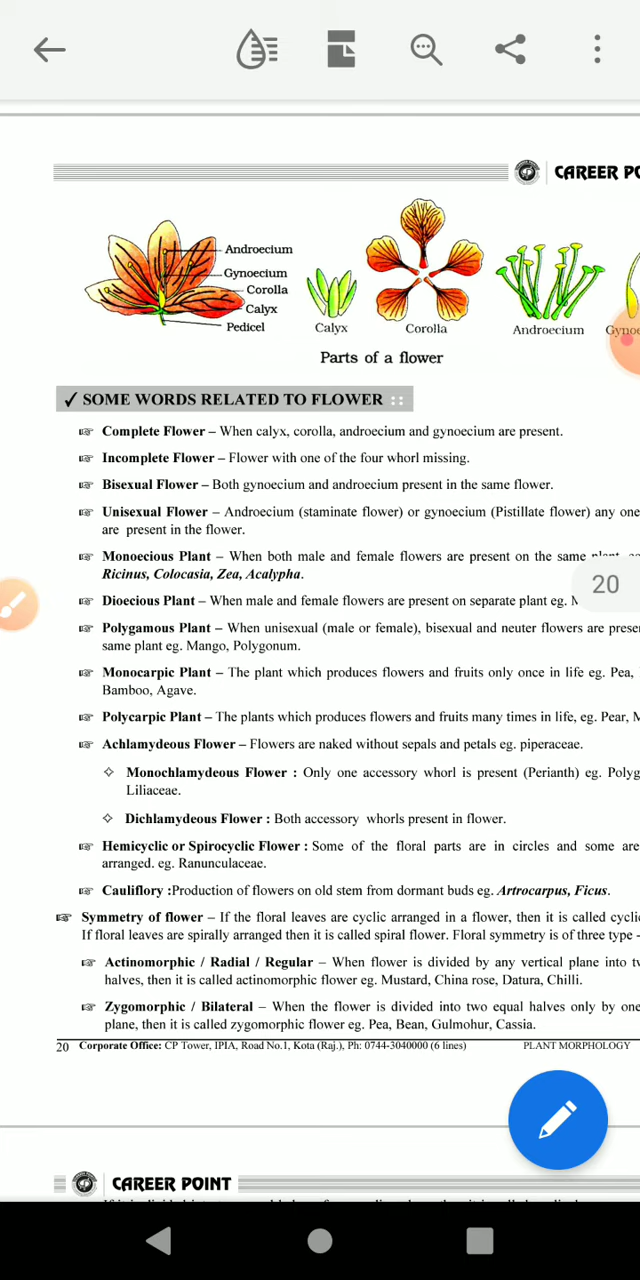 CAREER
Androecium
Gynoecium
Corolla
Calyx
Pedicel
Calyx
Corolla
Androecium
Parts of a flower
✓ SOME WORDS RELATED TO FLOWER ::
Complete Flower – When calyx, corolla, androecium and gynoecium are present.
Incomplete Flower – Flower with one of the four whorl missing.
Bisexual Flower – Both gynoecium and androecium present in the same flower.
Unisexual Flower – Androecium (staminate flower) or gynoecium (Pistillate flower) any one
are present in the flower.
Monoecious Plant – When both male and female flowers are present on the same
Ricinus, Colocasia, Zea, Acalypha.
20
Dioecious Plant – When male and female flowers are present on separate plant eg.
Polygamous Plant – When unisexual (male or female), bisexual and neuter flowers are
same plant eg. Mango, Polygonum.
Monocarpic Plant – The plant which produces flowers and fruits only once in life eg. Pea,
Bamboo, Agave.
Polycarpic Plant – The plants which produces flowers and fruits many times in life, eg. Pear,
Achlamydeous Flower – Flowers are naked without sepals and petals eg. piperaceae.
Monochlamydeous Flower : Only one accessory whorl is present (Perianth) eg.
Liliaceae.
Dichlamydeous Flower : Both accessory whorls present in flower.
Hemicyclic or Spirocyclic Flower : Some of the floral parts are in circles and some are
arranged. eg. Ranunculaceae.
Cauliflory :Production of flowers on old stem from dormant buds eg. Artrocarpus, Ficus.
Symmetry of flower – If the floral leaves are cyclic arranged in a flower, then it is called
If floral leaves are spirally arranged then it is called spiral flower. Floral symmetry is of three type -
Actinomorphic / Radial / Regular – When flower is divided by any vertical plane into
halves, then it is called actinomorphic flower eg. Mustard, China rose, Datura, Chilli.
Zygomorphic / Bilateral – When the flower is divided into two equal halves only by one
plane, then it is called zygomorphic flower eg. Pea, Bean, Gulmohur, Cassia.
20 Corporate Office: CP Tower, IPIA, Road No.1, Kota (Raj.), Ph: 0744-3040000 (6 lines) PLANT MORPHOLOGY
CAREER POINT